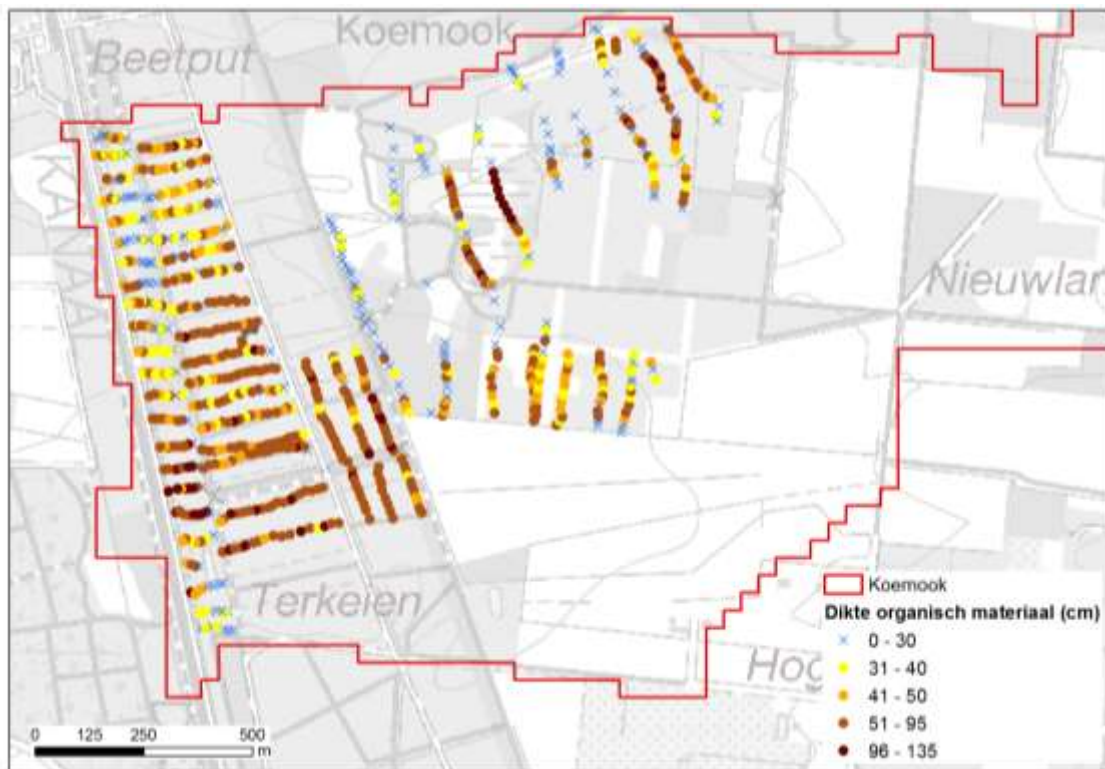 Koemook
Beetput
Nieuwlan
Terkeien
Hoo
Koemook
Dikte organisch materiaal (cm)
0 - 30
31 - 40
41 - 50
51 - 95
96 - 135
0 125 250 500
m